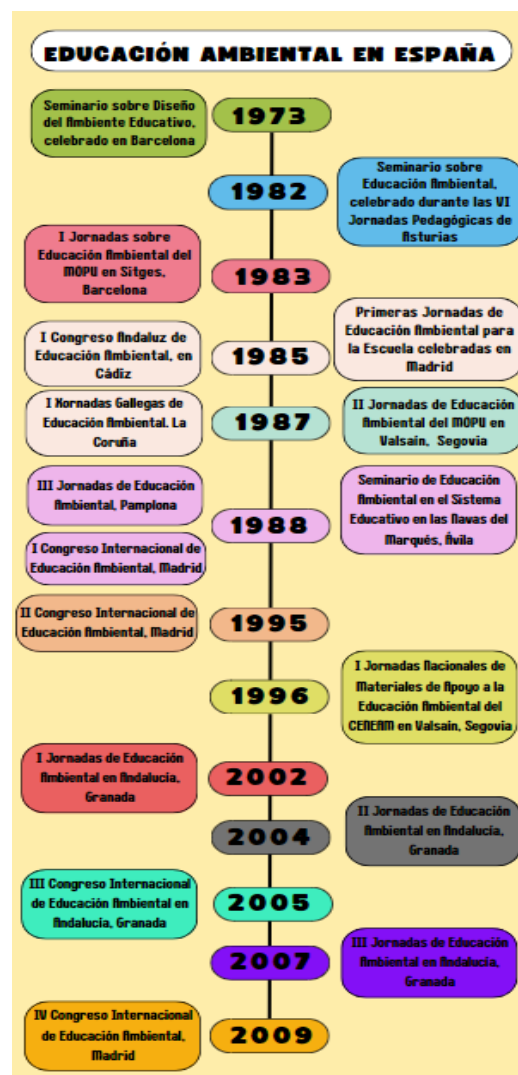 EDUCACIÓN AMBIENTAL EN ESPAÑA
Seminario sobre Diseño
del Ambiente Educativo,
celebrado en Barcelona
1973
1982
Seminario sobre
Educación Ambiental,
celebrado durante las VI
Jornadas Pedagógicas de
Asturias
I Jornadas sobre
Educación Ambiental del
MOPU en Sitges,
Barcelona
1983
I Congreso Andaluz de
Educación Ambiental, en
Cádiz
1985
Primeras Jornadas de
Educación Ambiental para
la Escuela celebradas en
Madrid
I Xornadas Gallegas de
Educación Ambiental. La
Coruña
1987
II Jornadas de Educación
Ambiental del MOPU en
Valsaín, Segovia
III Jornadas de Educación
Ambiental, Pamplona
I Congreso Internacional de
Educación Ambiental, Madrid
1988
Seminario de Educación
Ambiental en el Sistema
Educativo en las Navas del
Marqués, Ávila
II Congreso Internacional de
Educación Ambiental, Madrid
1995
1996
I Jornadas Nacionales de
Materiales de Apoyo a la
Educación Ambiental del
CENEAM en Valsaín, Segovia
I Jornadas de Educación
Ambiental en Andalucía,
Granada
2002
2004
II Jornadas de Educación
Ambiental en Andalucía,
Granada
III Congreso Internacional
de Educación Ambiental en
Andalucía, Granada
2005
2007
III Jornadas de Educación
Ambiental en Andalucía,
Granada
IV Congreso Internacional
de Educación Ambiental,
Madrid
2009